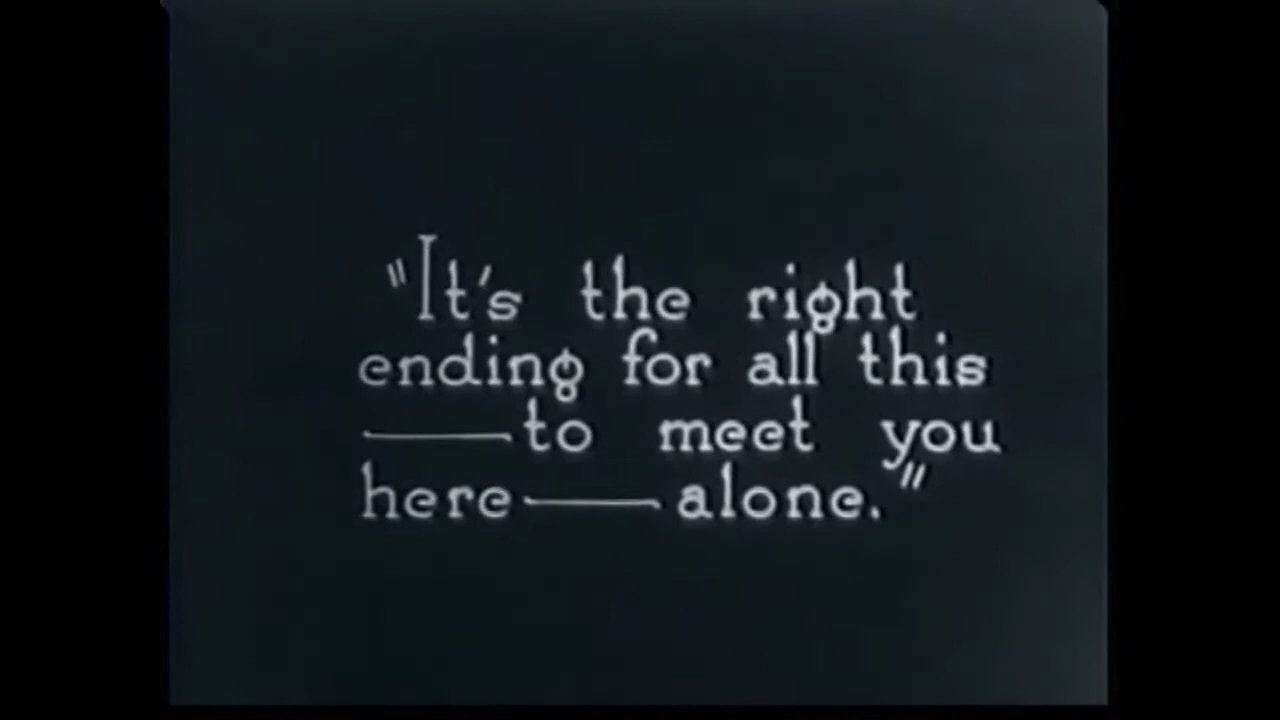 "It's the right
ending for all this
——to meet you
here——alone."